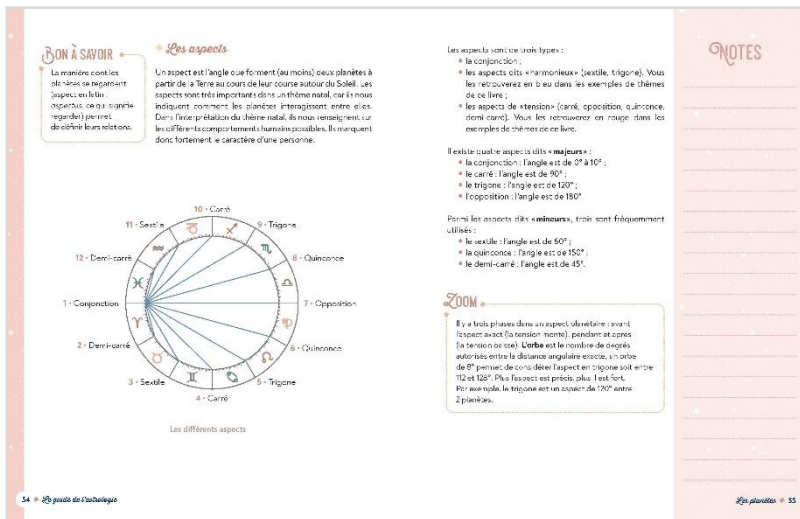 BON À SAVOIR
La manière dont les
planètes se regardent
(aspect en latin :
aspectus, ce qui signifie
regarder) permet
de définir leurs relations.
Les aspects
Un aspect est l'angle que forment (au moins) deux planètes à
partir de la Terre au cours de leur course autour du Soleil. Les
aspects sont très importants dans un thème natal, car ils nous
indiquent comment les planètes interagissent entre elles.
Dans l'interprétation du thème natal, ils nous renseignent sur
les différents comportements humains possibles. Ils marquent
donc fortement le caractère d'une personne.
10 • Carré
11 • Sextile
9 • Trigone
12 • Demi-carré
8 • Quinconce
1 • Conjonction
7 • Opposition
2 • Demi-carré
6 • Quinconce
3 • Sextile
5 • Trigone
4 • Carré
Les différents aspects
54 Le guide de l'astrologie
Les aspects sont de trois types :
• la conjonction ;
• les aspects dits «harmonieux» (sextile, trigone). Vous
les retrouverez en bleu dans les exemples de thèmes
de ce livre ;
• les aspects de «tension» (carré, opposition, quinconce,
demi-carré). Vous les retrouverez en rouge dans les
exemples de thèmes de ce livre.
Il existe quatre aspects dits «majeurs» :
• la conjonction : l'angle est de 0° à 10° ;
• le carré : l'angle est de 90° ;
• le trigone : l'angle est de 120° ;
• l'opposition : l'angle est de 180°
Parmi les aspects dits «mineurs», trois sont fréquemment
utilisés :
• le sextile : l'angle est de 60° ;
• la quinconce : l'angle est de 150° ;
• le demi-carré : l'angle est de 45°.
ZOOM
Il y a trois phases dans un aspect planétaire : avant
l'aspect exact (la tension monte), pendant et après
(la tension baisse). L'orbe est le nombre de degrés
autorisés entre la distance angulaire exacte, un orbe
de 8° permet de considérer l'aspect en trigone soit entre
112 et 128°. Plus l'aspect est précis, plus il est fort.
Par exemple, le trigone est un aspect de 120° entre
2 planètes.
NOTES
Les planètes 55